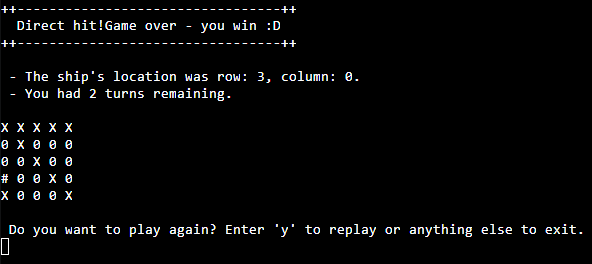 ++---------------------------------++
Direct hit!Game over - you win :D
++---------------------------------++
- The ship's location was row: 3, column: 0.
- You had 2 turns remaining.
X X X X X
0 X 0 0 0
0 0 X 0 0
# 0 0 X 0
X 0 0 0 X
Do you want to play again? Enter 'y' to replay or anything else to exit.